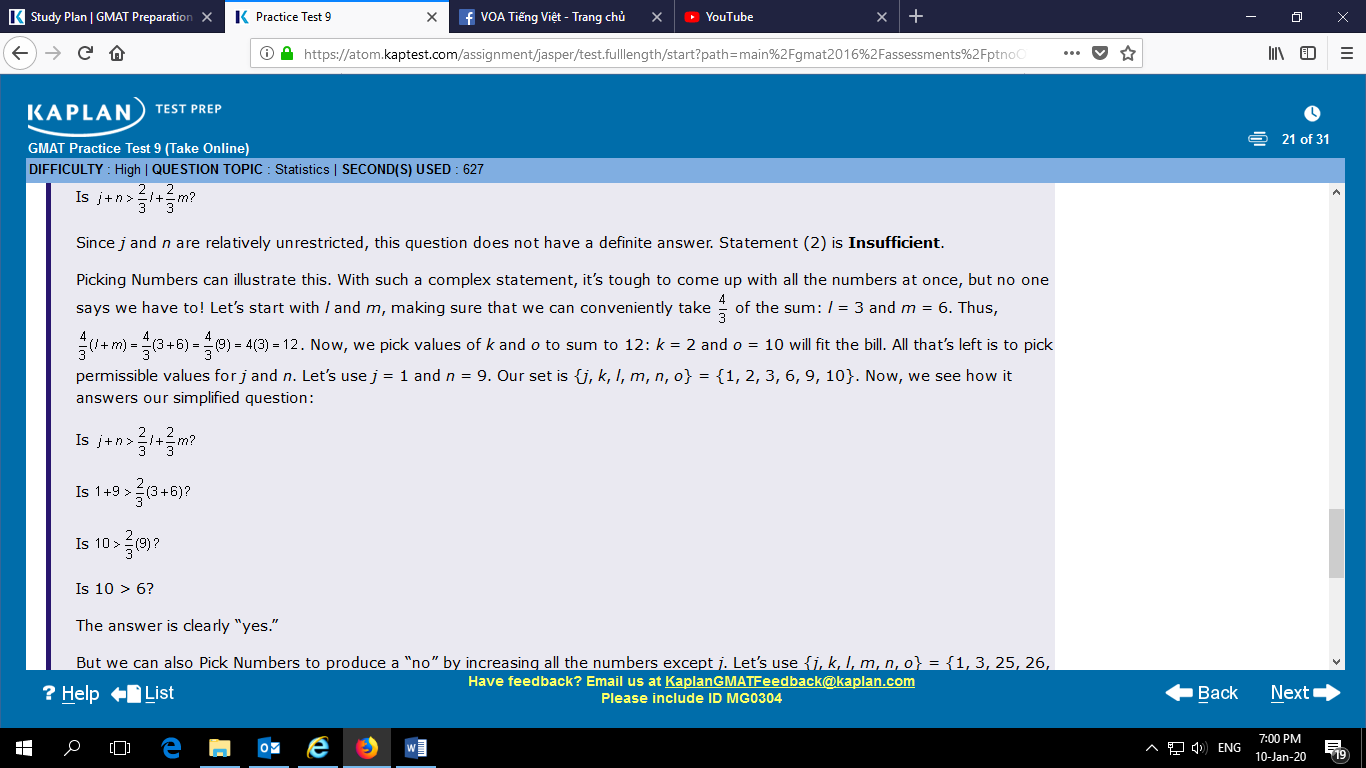 Study Plan | GMAT Preparation
Practice Test 9
VOA Tiếng Việt - Trang chủ
YouTube
https://atom.kaptest.com/assignment/jasper/test.fulllength/start?path=main%2Fgmat2016%2Fassessments%2FptnoO
KAPLAN TEST PREP
GMAT Practice Test 9 (Take Online)
21 of 31
DIFFICULTY : High | QUESTION TOPIC : Statistics | SECOND(S) USED : 627
Is j+n > 2/3 l + 2/3 m?
Since j and n are relatively unrestricted, this question does not have a definite answer. Statement (2) is Insufficient.
Picking Numbers can illustrate this. With such a complex statement, it's tough to come up with all the numbers at once, but no one
says we have to! Let's start with l and m, making sure that we can conveniently take 4/3 of the sum: l = 3 and m = 6. Thus,
4/3 (l + m) = 4/3 (3+6) = 4/3 (9) = 4(3) = 12. Now, we pick values of k and o to sum to 12: k = 2 and o = 10 will fit the bill. All that's left is to pick
permissible values for j and n. Let's use j = 1 and n = 9. Our set is {j, k, l, m, n, o} = {1, 2, 3, 6, 9, 10}. Now, we see how it
answers our simplified question:
Is j+n > 2/3 l + 2/3 m?
Is 1+9 > 2/3 (3+6)?
Is 10 > 2/3 (9)?
Is 10 > 6?
The answer is clearly “yes.”
But we can also Pick Numbers to produce a “no” by increasing all the numbers except j. Let's use {j, k, l, m, n, o} = {1, 3, 25, 26,
? Help
List
Have feedback? Email us at KaplanGMATFeedback@kaplan.com
Please include ID MG0304
Back
Next
ENG
7:00 PM
10-Jan-20
19